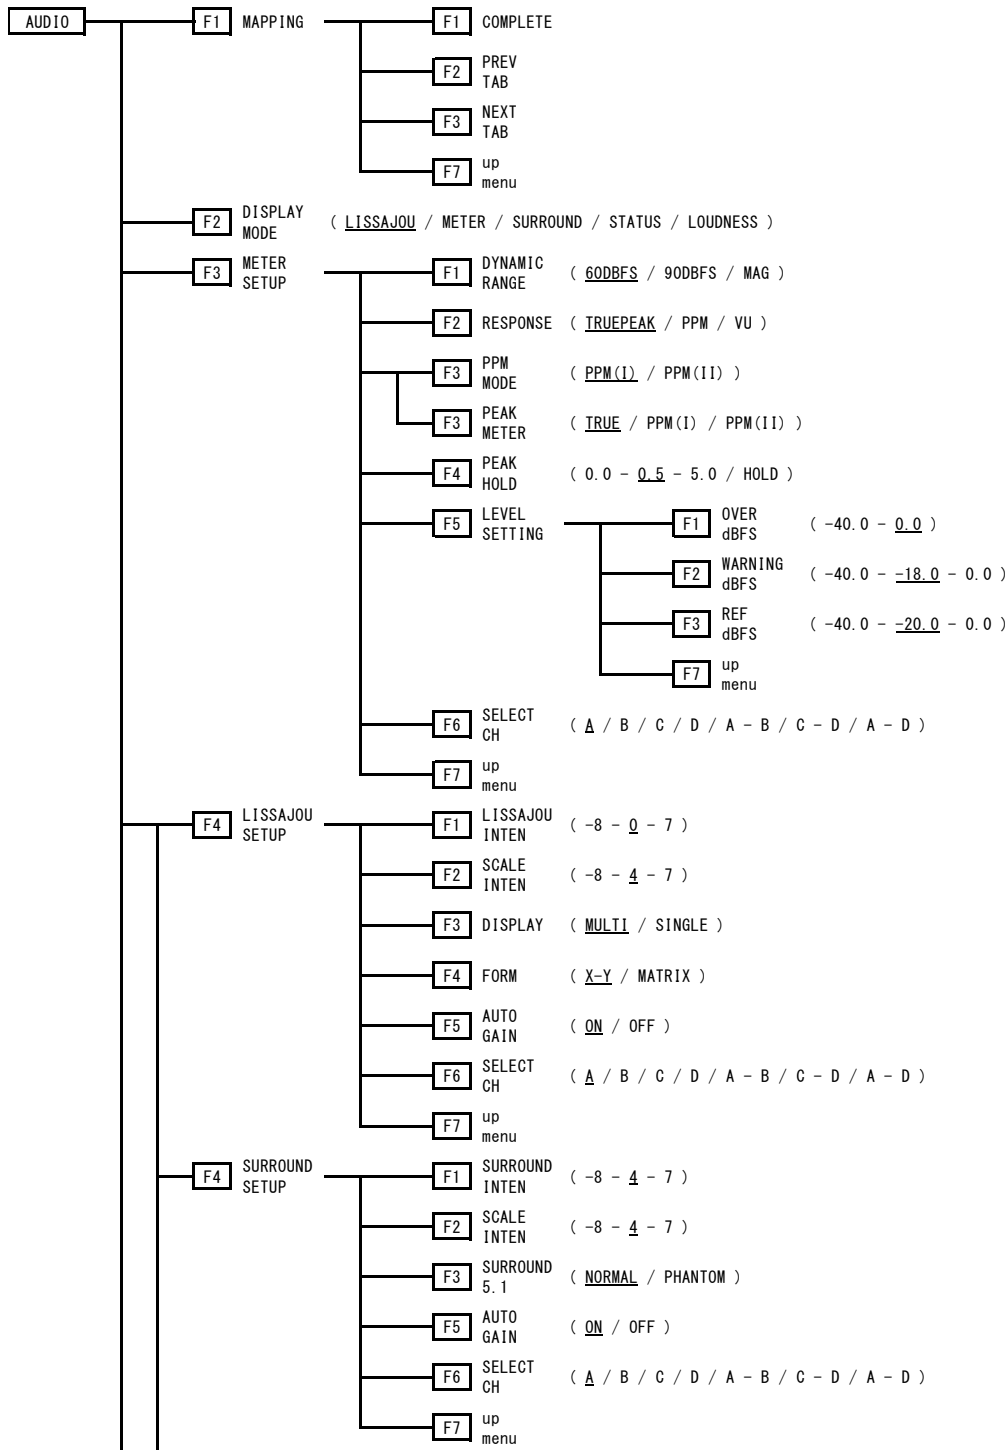 AUDIO F1 MAPPING F1 COMPLETE
F2 PREV
TAB
F3 NEXT
TAB
F7 up
menu
F2 DISPLAY
MODE
( LISSAJOU / METER / SURROUND / STATUS / LOUDNESS )
F3 METER
SETUP
F1 DYNAMIC
RANGE
( 60DBFS / 90DBFS / MAG )
F2 RESPONSE ( TRUEPEAK / PPM / VU )
F3 PPM
MODE
( PPM(I) / PPM(II) )
F3 PEAK
METER
( TRUE / PPM(I) / PPM(II) )
F4 PEAK
HOLD
( 0.0 - 0.5 - 5.0 / HOLD )
F5 LEVEL
SETTING
F1 OVER
dBFS
( -40.0 - 0.0 )
F2 WARNING
dBFS
( -40.0 - -18.0 - 0.0 )
F3 REF
dBFS
( -40.0 - -20.0 - 0.0 )
F7 up
menu
F6 SELECT
CH
( A / B / C / D / A - B / C - D / A - D )
F7 up
menu
F4 LISSAJOU
SETUP
F1 LISSAJOU
INTEN
( -8 - 0 - 7 )
F2 SCALE
INTEN
( -8 - 4 - 7 )
F3 DISPLAY ( MULTI / SINGLE )
F4 FORM ( X-Y / MATRIX )
F5 AUTO
GAIN
( ON / OFF )
F6 SELECT
CH
( A / B / C / D / A - B / C - D / A - D )
F7 up
menu
F4 SURROUND
SETUP
F1 SURROUND
INTEN
( -8 - 4 - 7 )
F2 SCALE
INTEN
( -8 - 4 - 7 )
F3 SURROUND
5.1
( NORMAL / PHANTOM )
F5 AUTO
GAIN
( ON / OFF )
F6 SELECT
CH
( A / B / C / D / A - B / C - D / A - D )
F7 up
menu